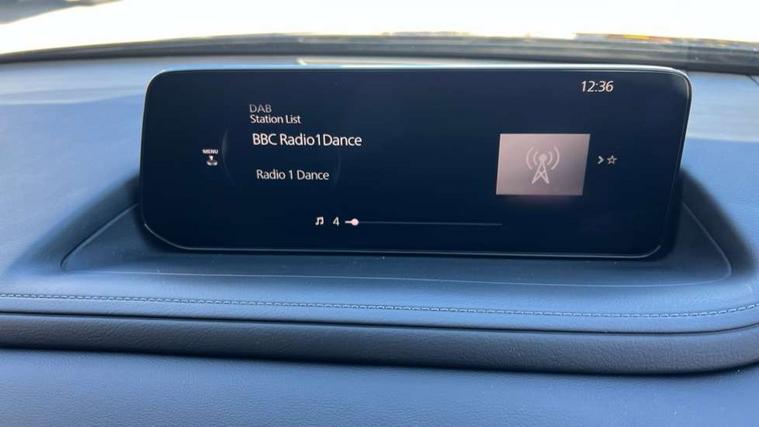 12:36
DAB
Station List
BBC Radio1Dance
MENU
Radio 1 Dance
4